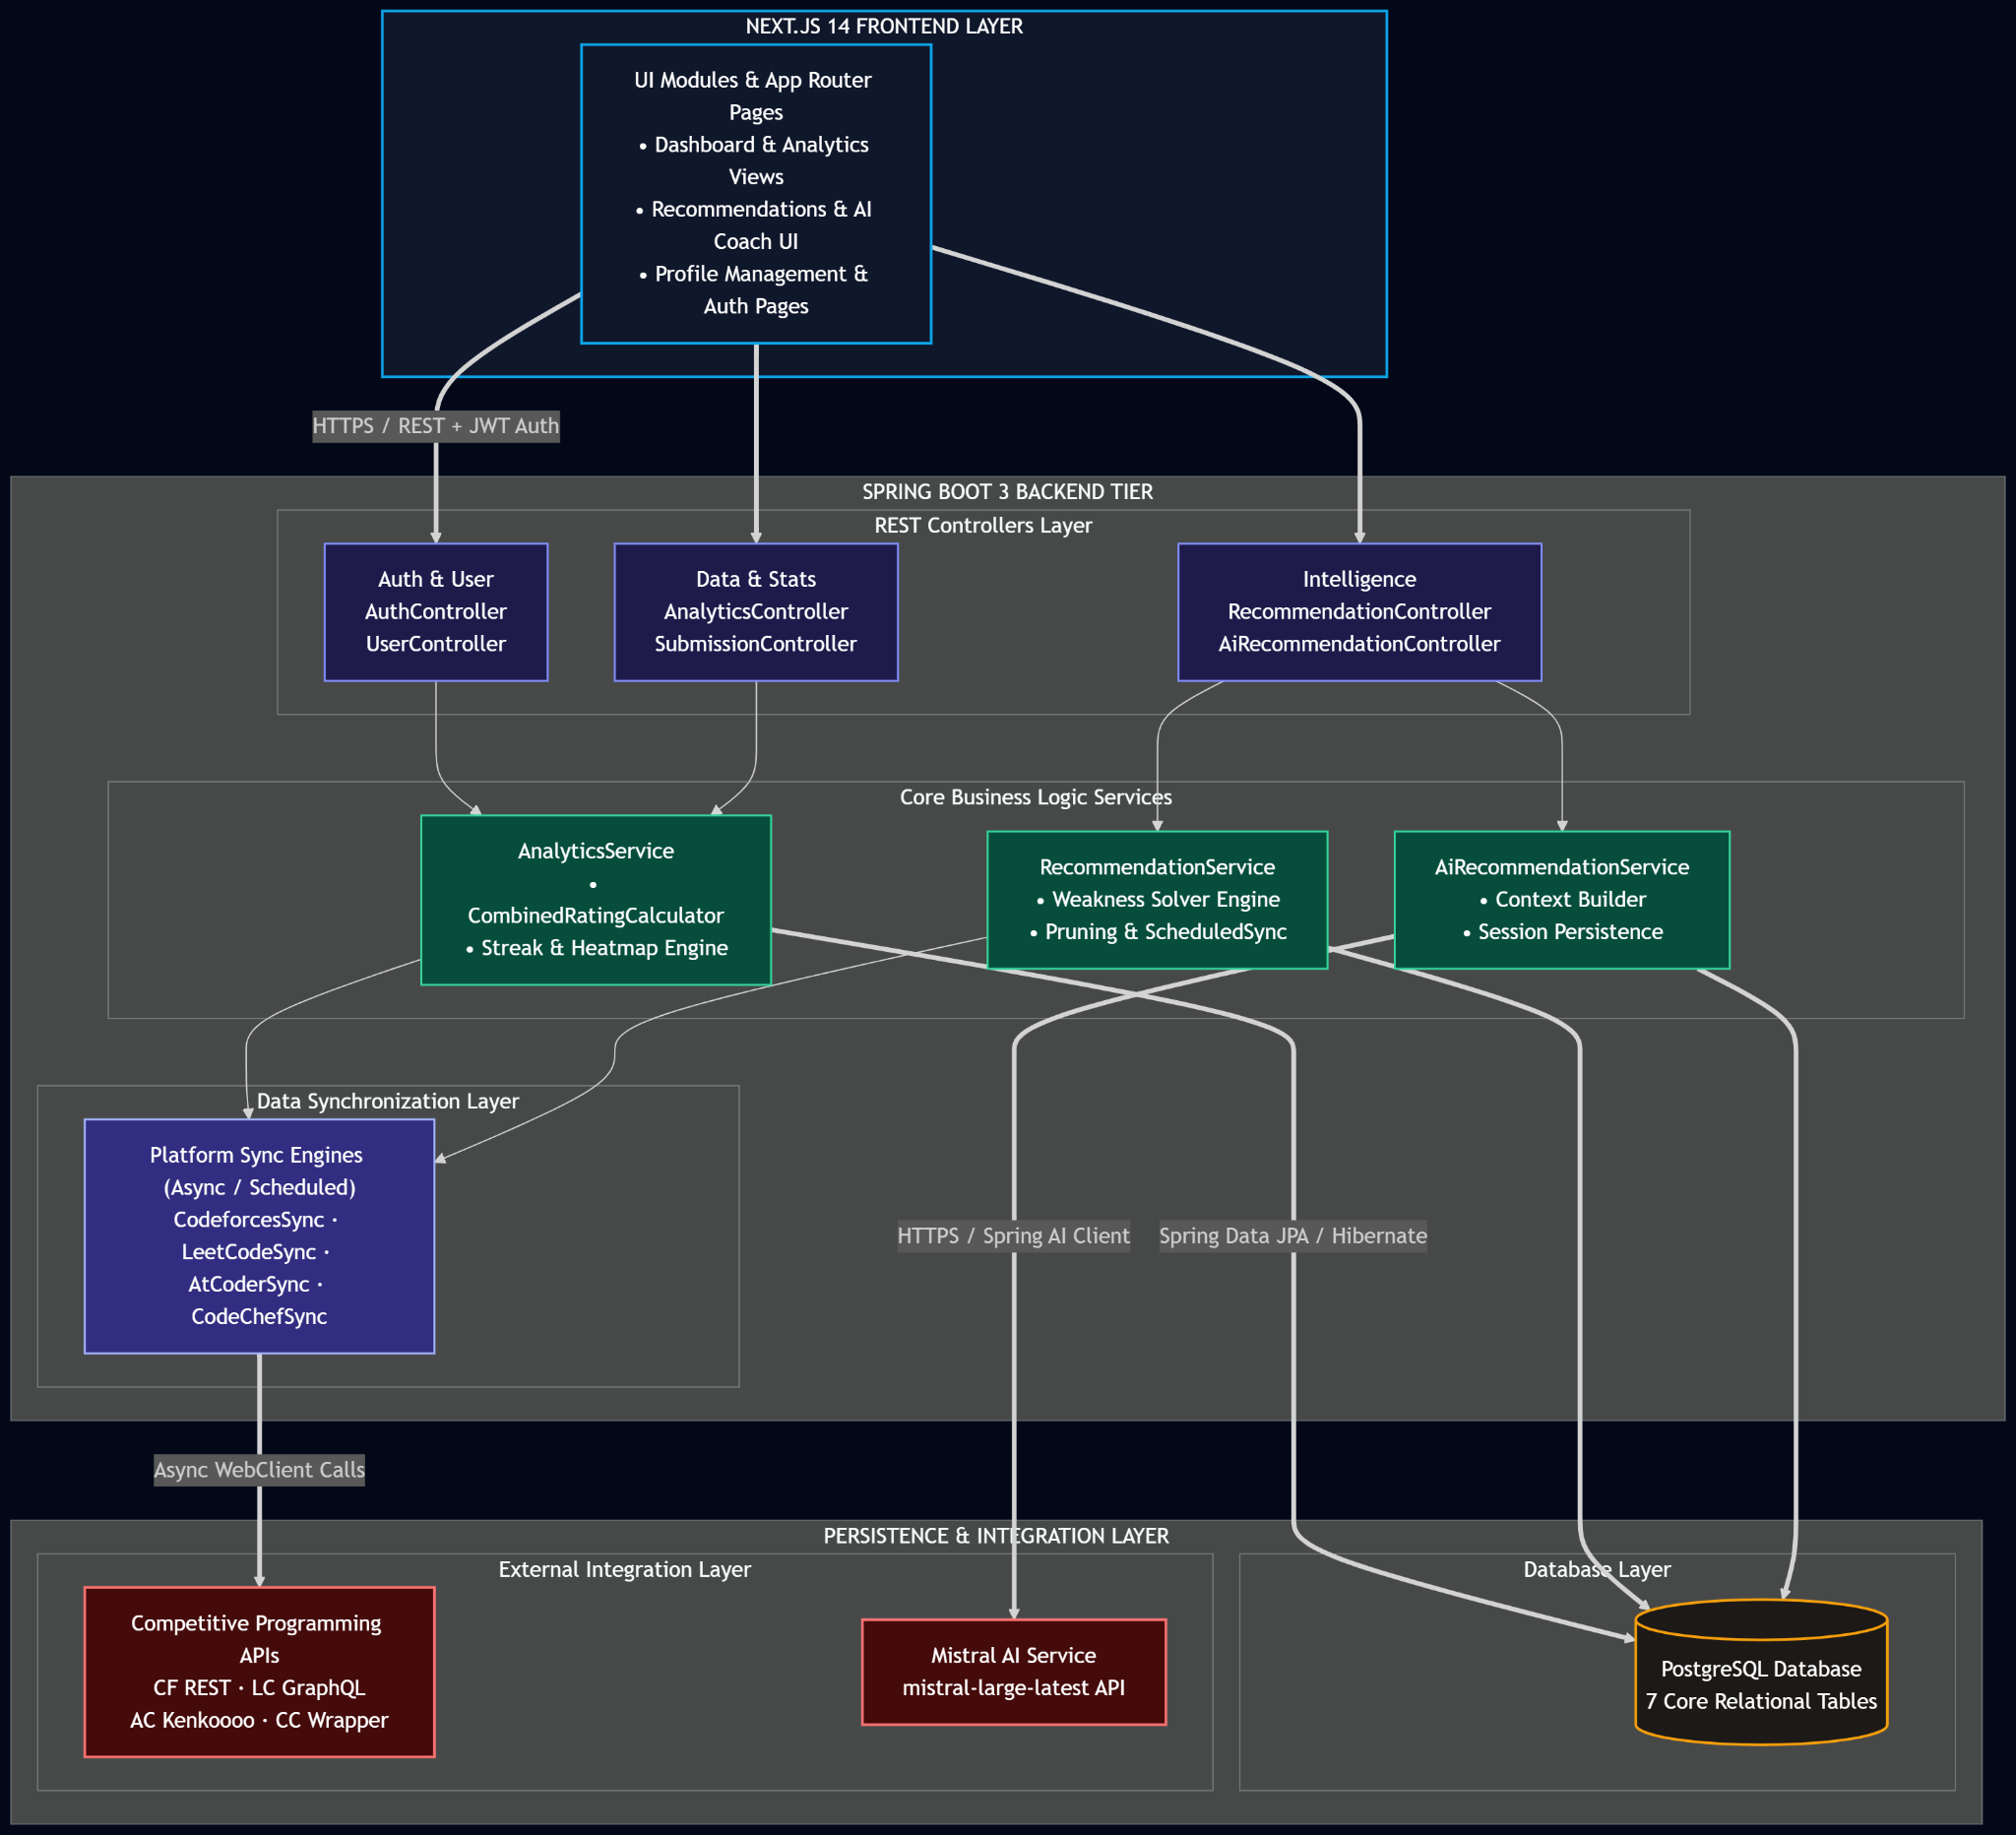 NEXT.JS 14 FRONTEND LAYER
UI Modules & App Router
Pages
• Dashboard & Analytics
Views
• Recommendations & AI
Coach UI
• Profile Management &
Auth Pages
HTTPS / REST + JWT Auth
SPRING BOOT 3 BACKEND TIER
REST Controllers Layer
Auth & User
AuthController
UserController
Data & Stats
AnalyticsController
SubmissionController
Intelligence
RecommendationController
AiRecommendationController
Core Business Logic Services
AnalyticsService
•
CombinedRatingCalculator
• Streak & Heatmap Engine
RecommendationService
• Weakness Solver Engine
• Pruning & ScheduledSync
AiRecommendationService
• Context Builder
• Session Persistence
Data Synchronization Layer
Platform Sync Engines
(Async / Scheduled)
CodeforcesSync ·
LeetCodeSync ·
AtCoderSync ·
CodeChefSync
HTTPS / Spring AI Client
Spring Data JPA / Hibernate
Async WebClient Calls
PERSISTENCE & INTEGRATION LAYER
External Integration Layer
Competitive Programming
APIs
CF REST · LC GraphQL
AC Kenkoooo · CC Wrapper
Mistral AI Service
mistral-large-latest API
Database Layer
PostgreSQL Database
7 Core Relational Tables